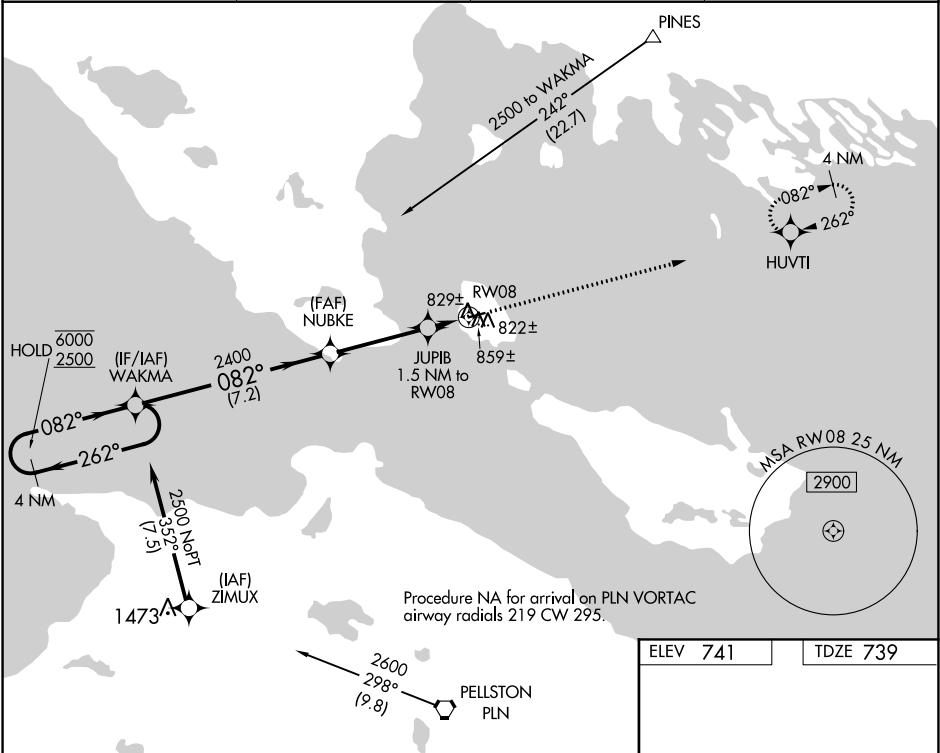 PINES
2500 to WAKMA
242°
(22.7)
4 NM
082°
262°
HUVTI
(FAF)
NUBKE
829±
RW08
822±
859±
JUPIB
1.5 NM to
RW08
HOLD
6000
2500
(IF/IAF)
WAKMA
2400
082°
(7.2)
082°
262°
4 NM
2500 NoPT
352°
(7.5)
(IAF)
ZIMUX
1473
MSA RW08 25 NM
2900
Procedure NA for arrival on PLN VORTAC
airway radials 219 CW 295.
2600
298°
(9.8)
PELLSTON
PLN
ELEV 741
TDZE 739